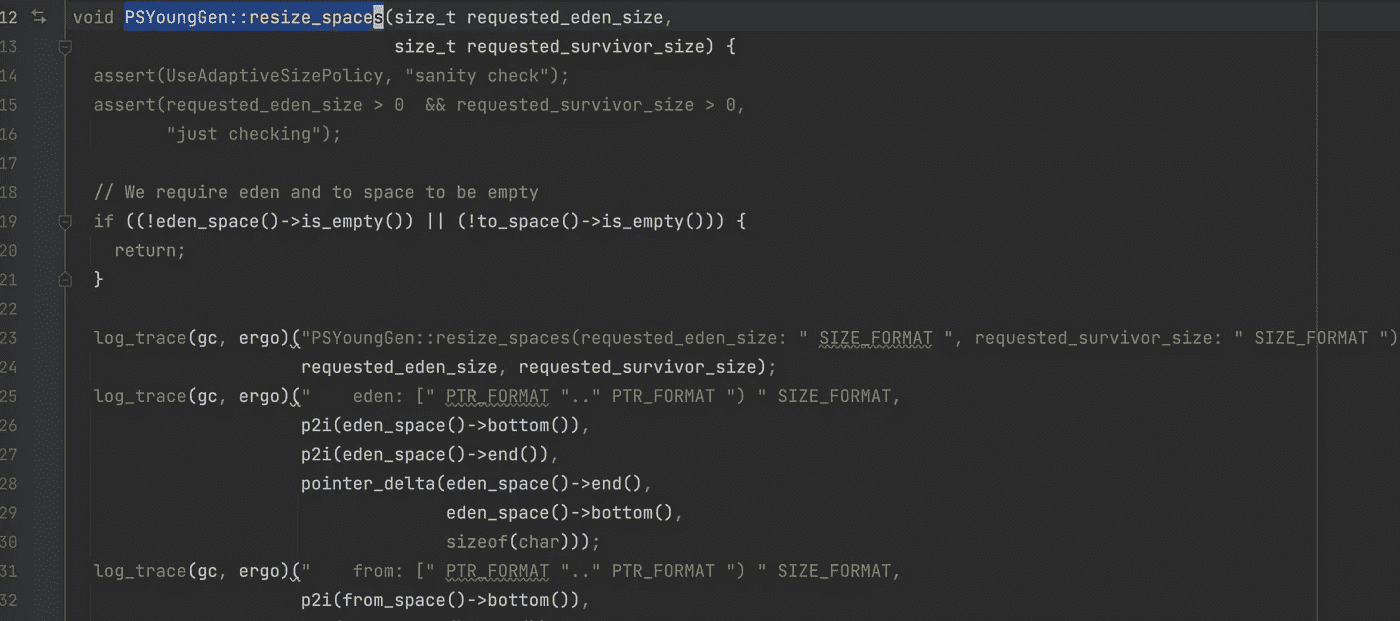 12 void PSYoungGen::resize_spaces(size_t requested_eden_size,
13 size_t requested_survivor_size) {
14 assert(UseAdaptiveSizePolicy, "sanity check");
15 assert(requested_eden_size > 0  && requested_survivor_size > 0,
16 "just checking");
17
18 // We require eden and to space to be empty
19 if ((!eden_space()->is_empty()) || (!to_space()->is_empty())) {
20 return;
21 }
22
23 log_trace(gc, ergo)("PSYoungGen::resize_spaces(requested_eden_size: " SIZE_FORMAT ", requested_survivor_size: " SIZE_FORMAT ")
24 requested_eden_size, requested_survivor_size);
25 log_trace(gc, ergo)("    eden: [" PTR_FORMAT ".." PTR_FORMAT ") " SIZE_FORMAT,
26 p2i(eden_space()->bottom()),
27 p2i(eden_space()->end()),
28 pointer_delta(eden_space()->end(),
29 eden_space()->bottom(),
30 sizeof(char)));
31 log_trace(gc, ergo)("    from: [" PTR_FORMAT ".." PTR_FORMAT ") " SIZE_FORMAT,
32 p2i(from_space()->bottom()),